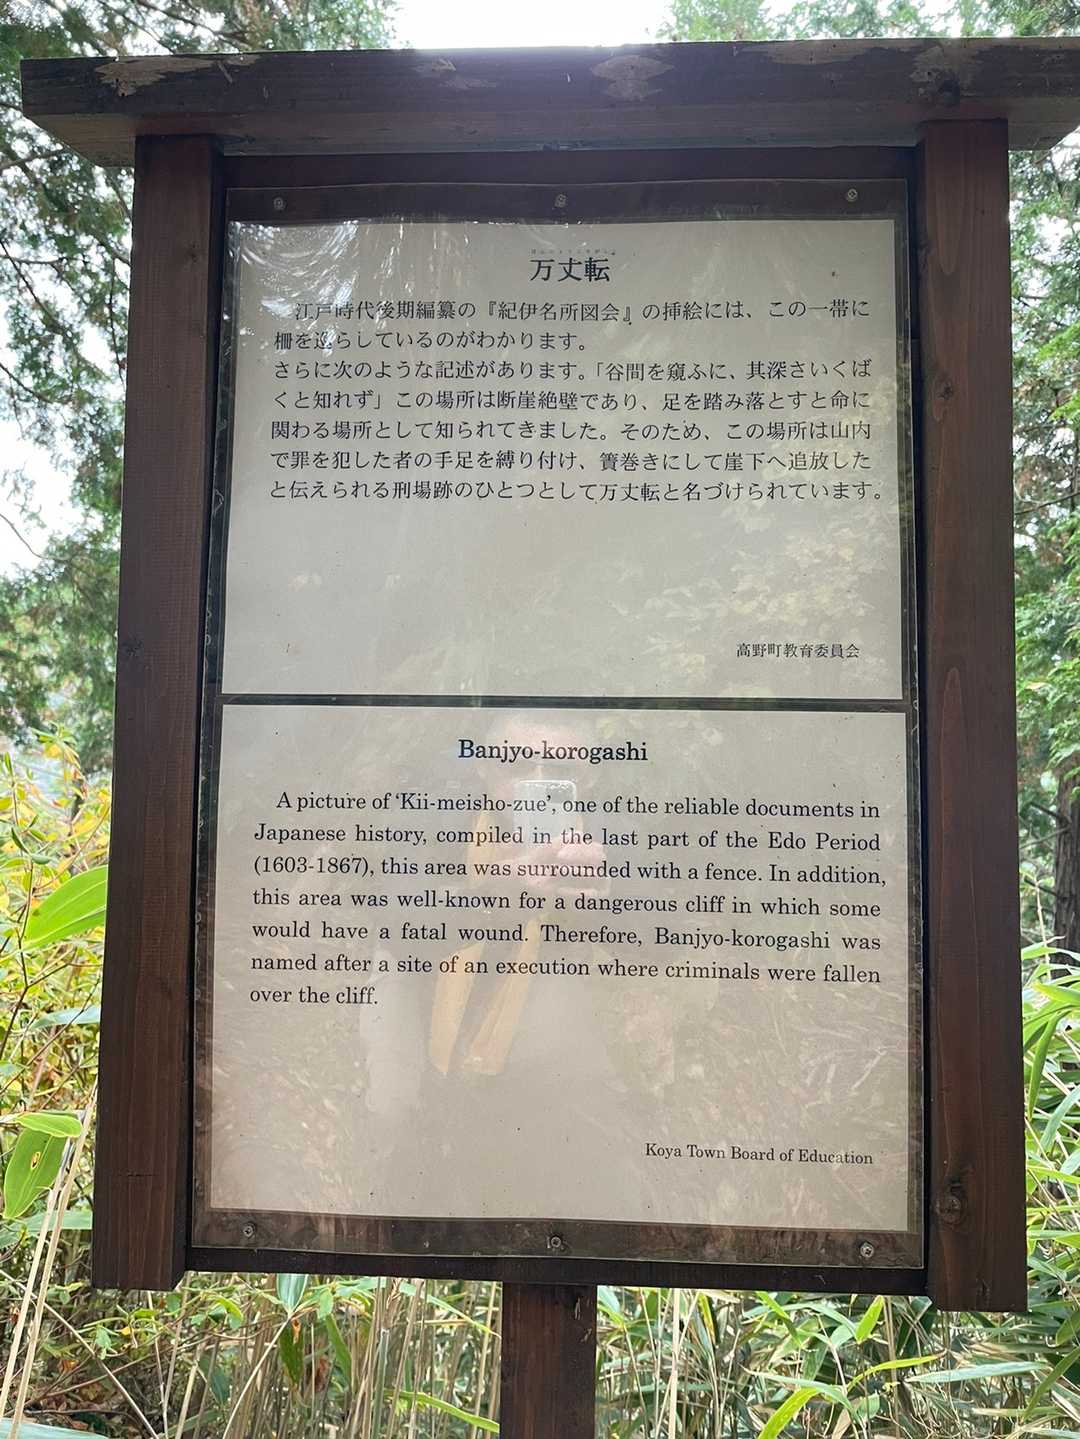 万丈転
江戸時代後期編纂の『紀伊名所図会』の挿絵には、この一帯に
柵を巡らしているのがわかります。
さらに次のような記述があります。「谷間を窺ふに、其深さいくば
くと知れず」この場所は断崖絶壁であり、足を踏み落とすと命に
関わる場所として知られてきました。そのため、この場所は山内
で罪を犯した者の手足を縛り付け、簀巻きにして崖下へ追放した
と伝えられる刑場跡のひとつとして万丈転と名づけられています。
高野町教育委員会
Banjyo-korogashi
A picture of ‘Kii-meisho-zue’, one of the reliable documents in
Japanese history, compiled in the last part of the Edo Period
(1603-1867), this area was surrounded with a fence. In addition,
this area was well-known for a dangerous cliff in which some
would have a fatal wound. Therefore, Banjyo-korogashi was
named after a site of an execution where criminals were fallen
over the cliff.
Koya Town Board of Education